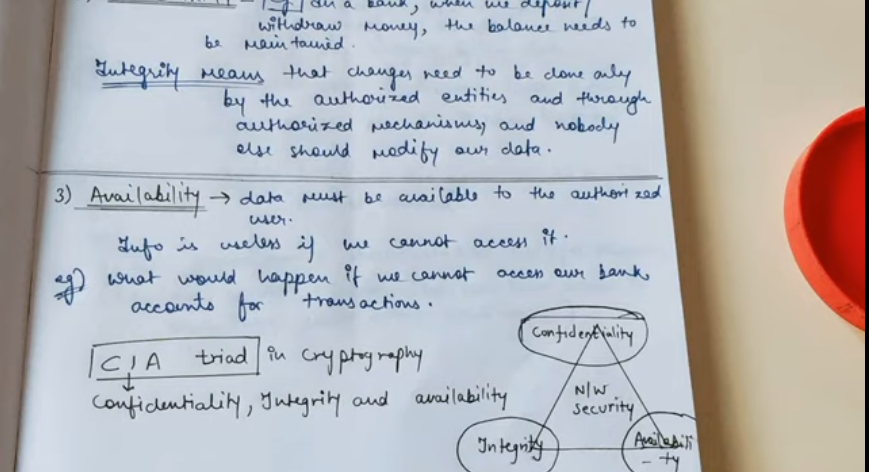 – eg) In a bank, when we deposit/
withdraw money, the balance needs to
be maintained.
Integrity means that changes need to be done only
by the authorized entities and through
authorized mechanisms, and nobody
else should modify our data.
3) Availability → data must be available to the authorized
user.
Info is useless if we cannot access it.
eg) what would happen if we cannot access our bank
accounts for transactions.
CIA triad in cryptography
Confidentiality, Integrity and availability
Confidentiality
N/W
security
Integrity
Availabili
-ty